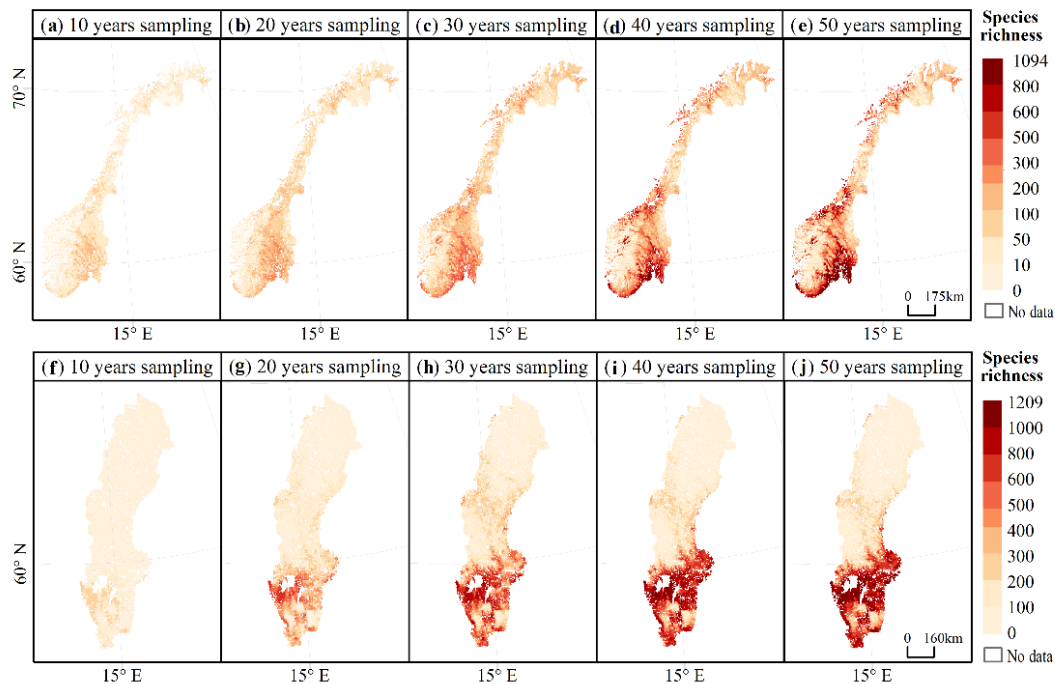 (a) 10 years sampling
(b) 20 years sampling
(c) 30 years sampling
(d) 40 years sampling
(e) 50 years sampling
Species
richness
1094
800
600
500
300
200
100
50
10
0
No data
70° N
60° N
0 175km
15° E
15° E
15° E
15° E
15° E
(f) 10 years sampling
(g) 20 years sampling
(h) 30 years sampling
(i) 40 years sampling
(j) 50 years sampling
Species
richness
1209
1000
800
600
500
400
300
200
100
0
No data
60° N
0 160km
15° E
15° E
15° E
15° E
15° E